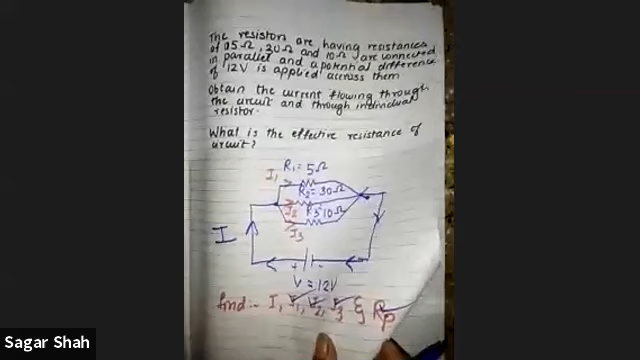 The resistors are having resistances
of 05Ω, 30Ω and 10Ω are connected
in parallel and a potential difference
of 12V is applied accross them
Obtain the current flowing through
the circuit and through individual
resistor.
What is the effective resistance of
circuit?
R1 = 5Ω
I1
R2 = 30Ω
I2
R3 = 10Ω
I3
I
+ -
V = 12V
find :- I, I1, I2, I3 & Rp
Sagar Shah